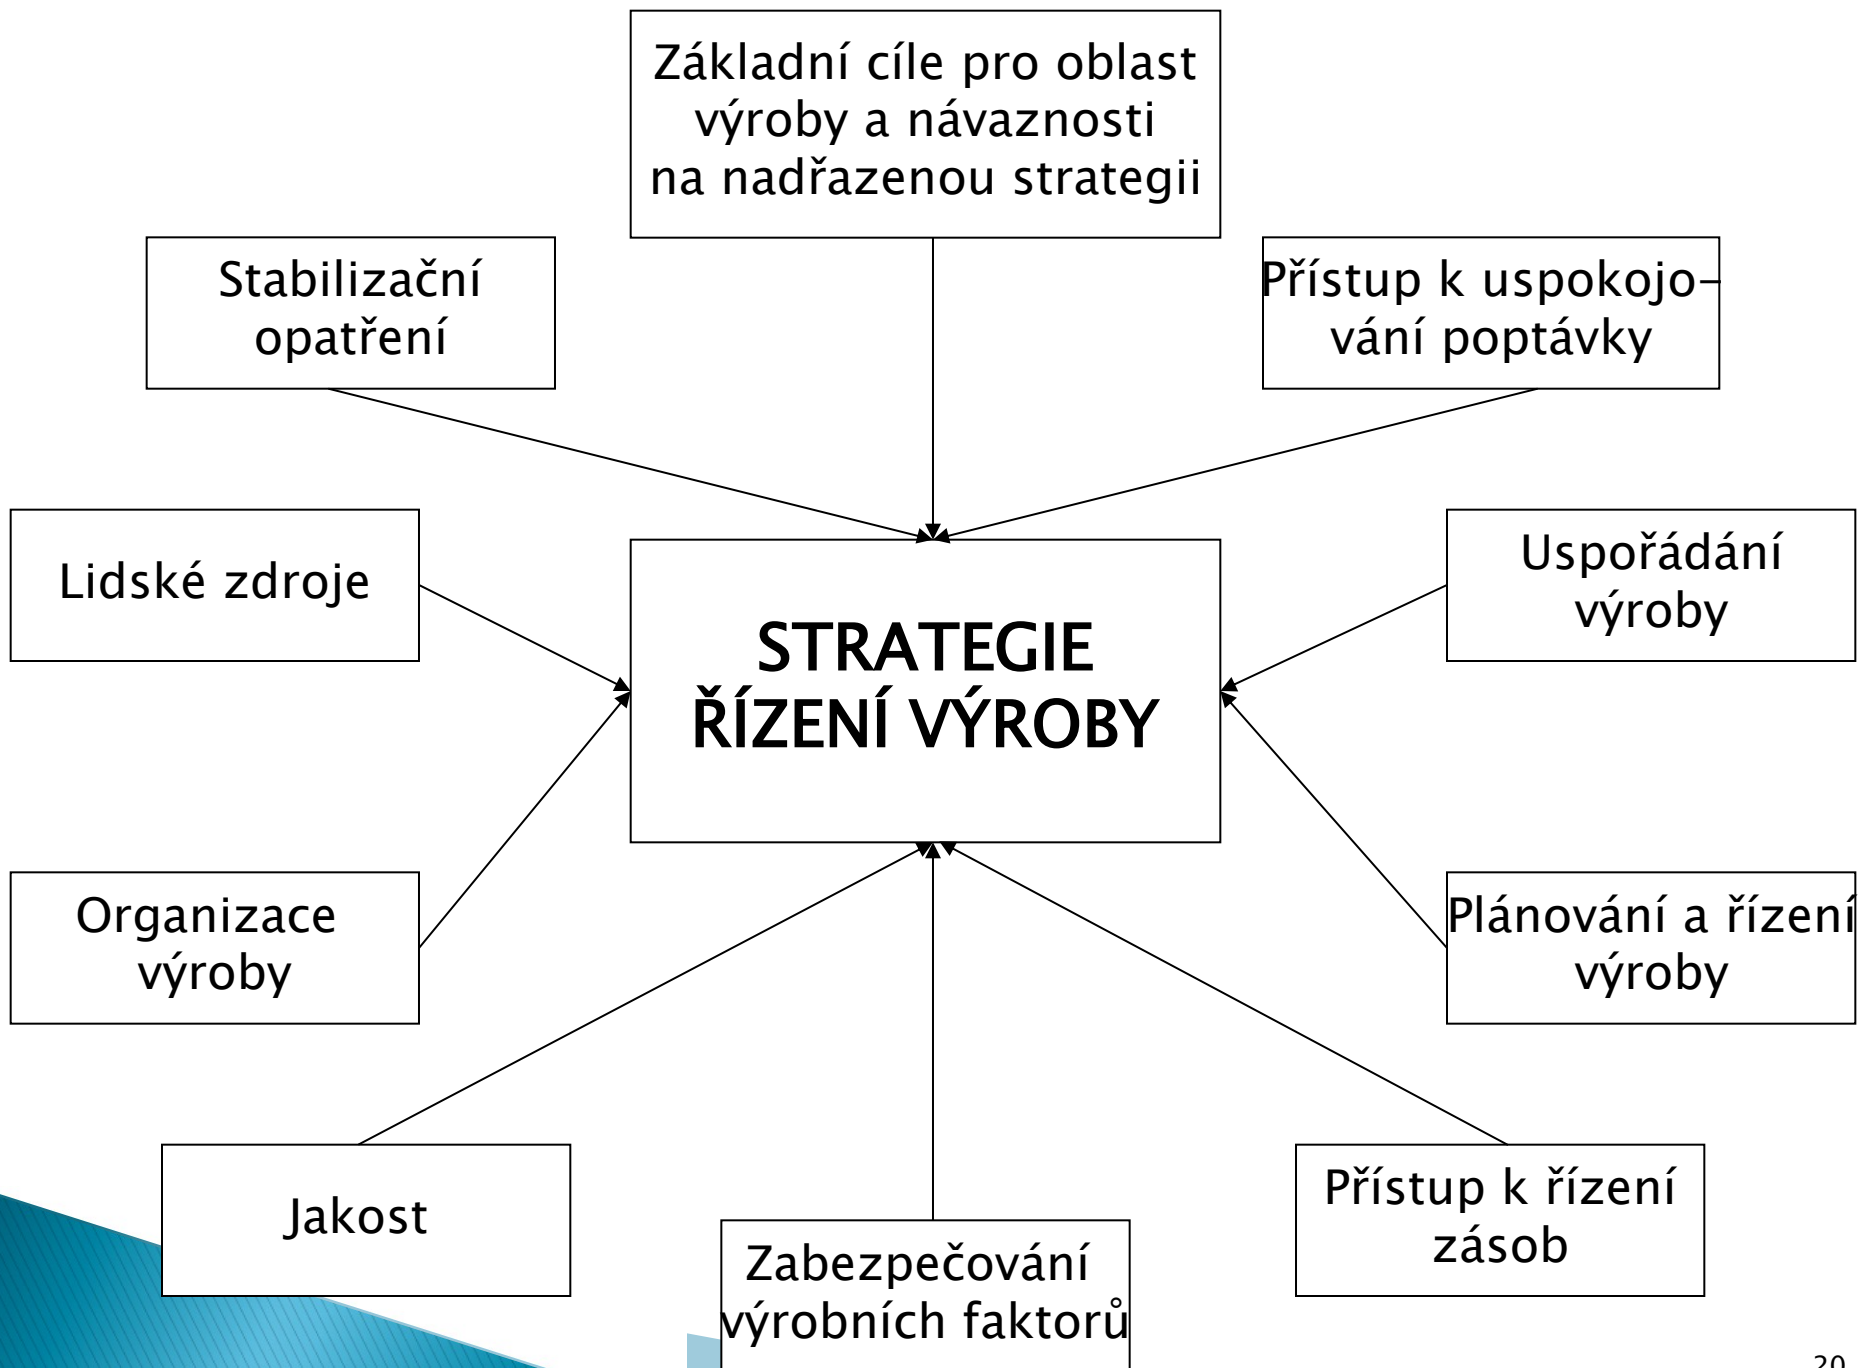 Základní cíle pro oblast
výroby a návaznosti
na nadřazenou strategii
Stabilizační
opatření
Přístup k uspokojo-
vání poptávky
Lidské zdroje
Uspořádání
výroby
STRATEGIE
ŘÍZENÍ VÝROBY
Organizace
výroby
Plánování a řízení
výroby
Jakost
Zabezpečování
výrobních faktorů
Přístup k řízení
zásob
20